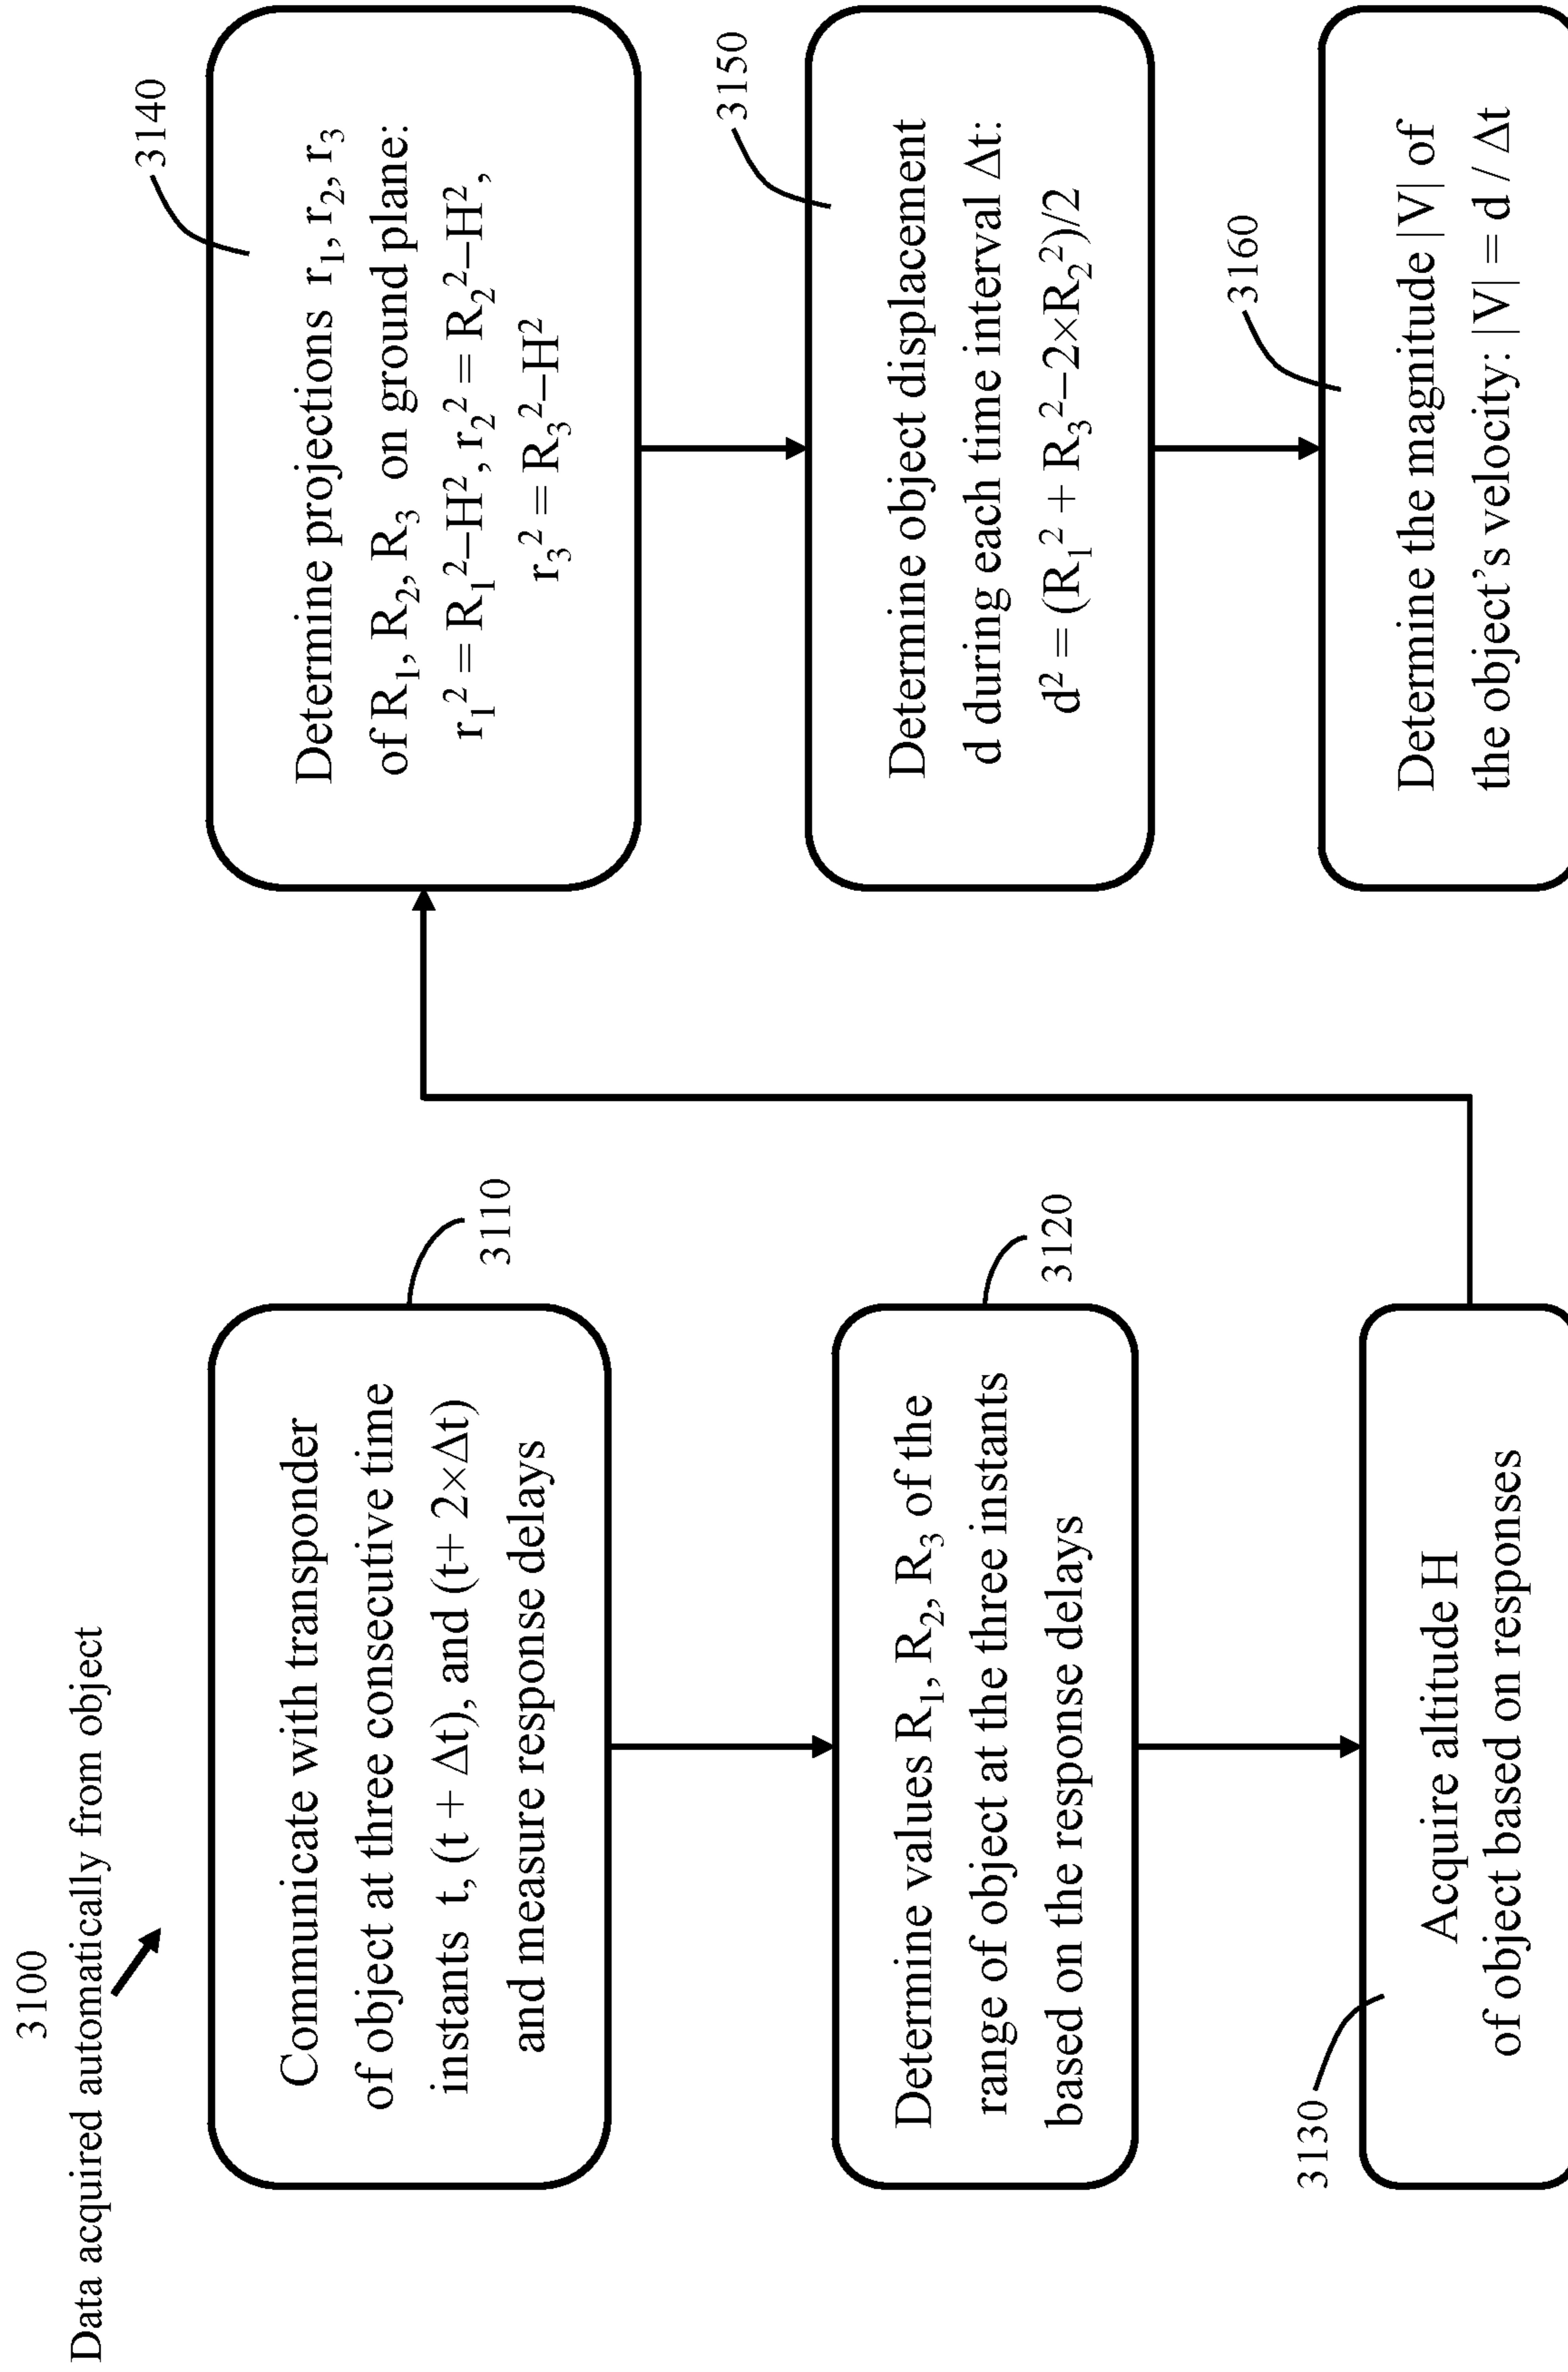 3100
Data acquired automatically from object
Communicate with transponder
of object at three consecutive time
instants t, (t + Δt), and (t+ 2×Δt)
and measure response delays
3110
Determine values R₁, R₂, R₃ of the
range of object at the three instants
based on the response delays
3120
3130
Acquire altitude H
of object based on responses
3140
Determine projections r₁, r₂, r₃
of R₁, R₂, R₃ on ground plane:
r₁² = R₁²–H², r₂² = R₂²–H²,
r₃² = R₃²–H²
3150
Determine object displacement
d during each time interval Δt:
d² = (R₁² + R₃²–2×R₂²)/2
3160
Determine the magnitude |V| of
the object’s velocity: |V| = d / Δt